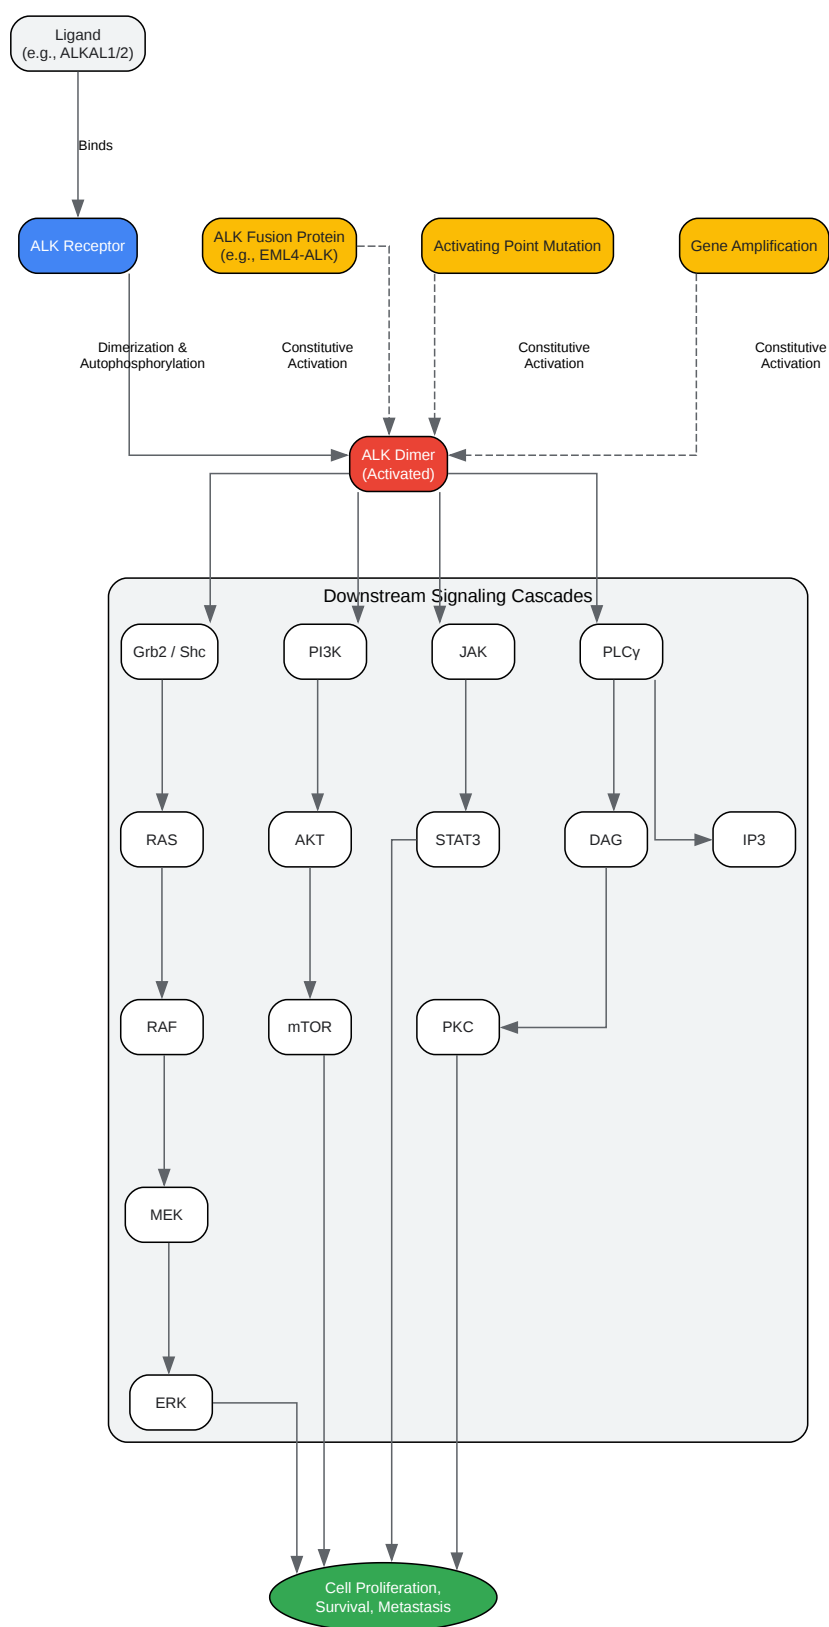 Ligand
(e.g., ALKAL1/2)
Binds
ALK Receptor
ALK Fusion Protein
(e.g., EML4-ALK)
Activating Point Mutation
Gene Amplification
Dimerization &
Autophosphorylation
Constitutive
Activation
Constitutive
Activation
Constitutive
Activation
ALK Dimer
(Activated)
Downstream Signaling Cascades
Grb2 / Shc
PI3K
JAK
PLCγ
RAS
AKT
STAT3
DAG
IP3
RAF
mTOR
PKC
MEK
ERK
Cell Proliferation,
Survival, Metastasis